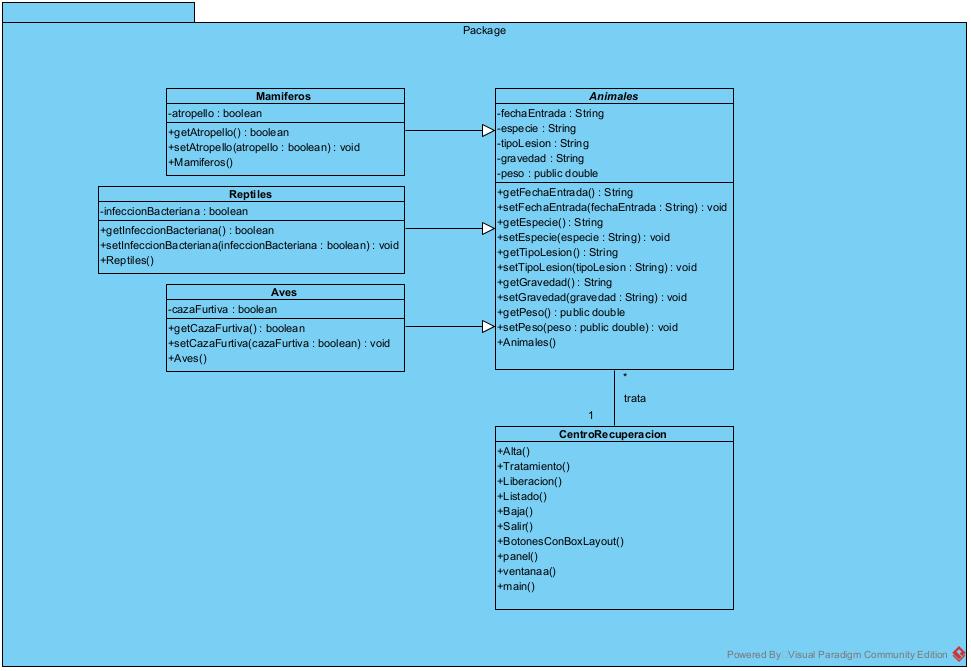 Package
Mamiferos
-atropello : boolean
+getAtropello() : boolean
+setAtropello(atropello : boolean) : void
+Mamiferos()
Reptiles
-infeccionBacteriana : boolean
+getInfeccionBacteriana() : boolean
+setInfeccionBacteriana(infeccionBacteriana : boolean) : void
+Reptiles()
Aves
-cazaFurtiva : boolean
+getCazaFurtiva() : boolean
+setCazaFurtiva(cazaFurtiva : boolean) : void
+Aves()
Animales
-fechaEntrada : String
-especie : String
-tipoLesion : String
-gravedad : String
-peso : public double
+getFechaEntrada() : String
+setFechaEntrada(fechaEntrada : String) : void
+getEspecie() : String
+setEspecie(especie : String) : void
+getTipoLesion() : String
+setTipoLesion(tipoLesion : String) : void
+getGravedad() : String
+setGravedad(gravedad : String) : void
+getPeso() : public double
+setPeso(peso : public double) : void
+Animales()
*
trata
1
CentroRecuperacion
+Alta()
+Tratamiento()
+Liberacion()
+Listado()
+Baja()
+Salir()
+BotonesConBoxLayout()
+panel()
+ventanaa()
+main()
Powered By Visual Paradigm Community Edition